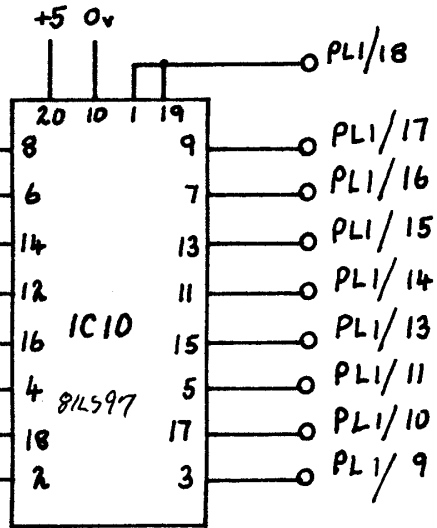 +5 0v
PL1/18
20 10 1 19
8 9 PL1/17
6 7 PL1/16
14 13 PL1/15
12 11 PL1/14
IC10
16 15 PL1/13
4 5 PL1/11
81LS97
18 17 PL1/10
2 3 PL1/9